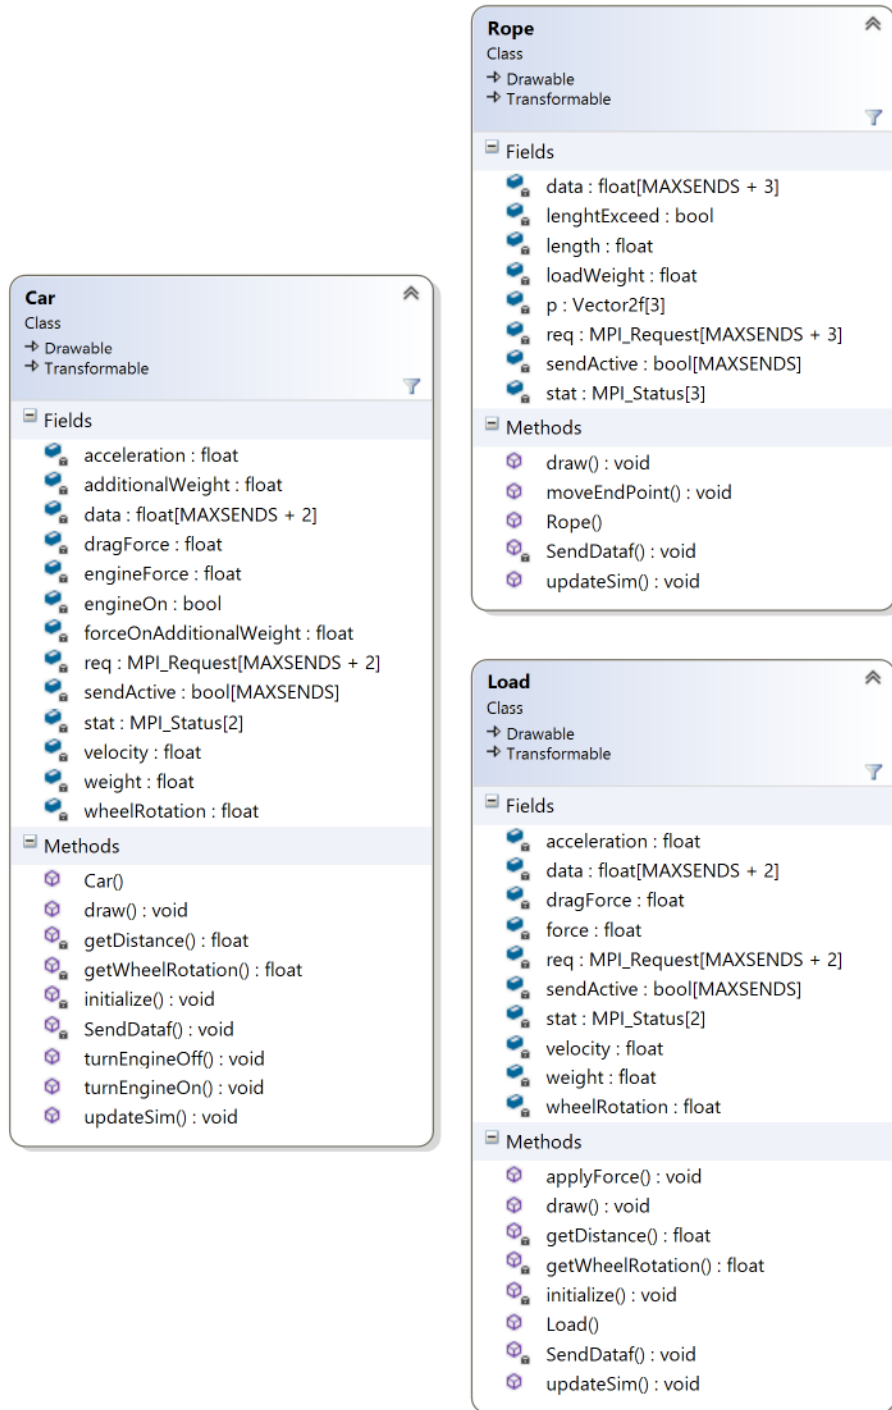 Car
Class
Drawable
Transformable
Fields
acceleration : float
additionalWeight : float
data : float[MAXSENDS + 2]
dragForce : float
engineForce : float
engineOn : bool
forceOnAdditionalWeight : float
req : MPI_Request[MAXSENDS + 2]
sendActive : bool[MAXSENDS]
stat : MPI_Status[2]
velocity : float
weight : float
wheelRotation : float
Methods
Car()
draw() : void
getDistance() : float
getWheelRotation() : float
initialize() : void
SendDataf() : void
turnEngineOff() : void
turnEngineOn() : void
updateSim() : void
Rope
Class
Drawable
Transformable
Fields
data : float[MAXSENDS + 3]
lenghtExceed : bool
length : float
loadWeight : float
p : Vector2f[3]
req : MPI_Request[MAXSENDS + 3]
sendActive : bool[MAXSENDS]
stat : MPI_Status[3]
Methods
draw() : void
moveEndPoint() : void
Rope()
SendDataf() : void
updateSim() : void
Load
Class
Drawable
Transformable
Fields
acceleration : float
data : float[MAXSENDS + 2]
dragForce : float
force : float
req : MPI_Request[MAXSENDS + 2]
sendActive : bool[MAXSENDS]
stat : MPI_Status[2]
velocity : float
weight : float
wheelRotation : float
Methods
applyForce() : void
draw() : void
getDistance() : float
getWheelRotation() : float
initialize() : void
Load()
SendDataf() : void
updateSim() : void